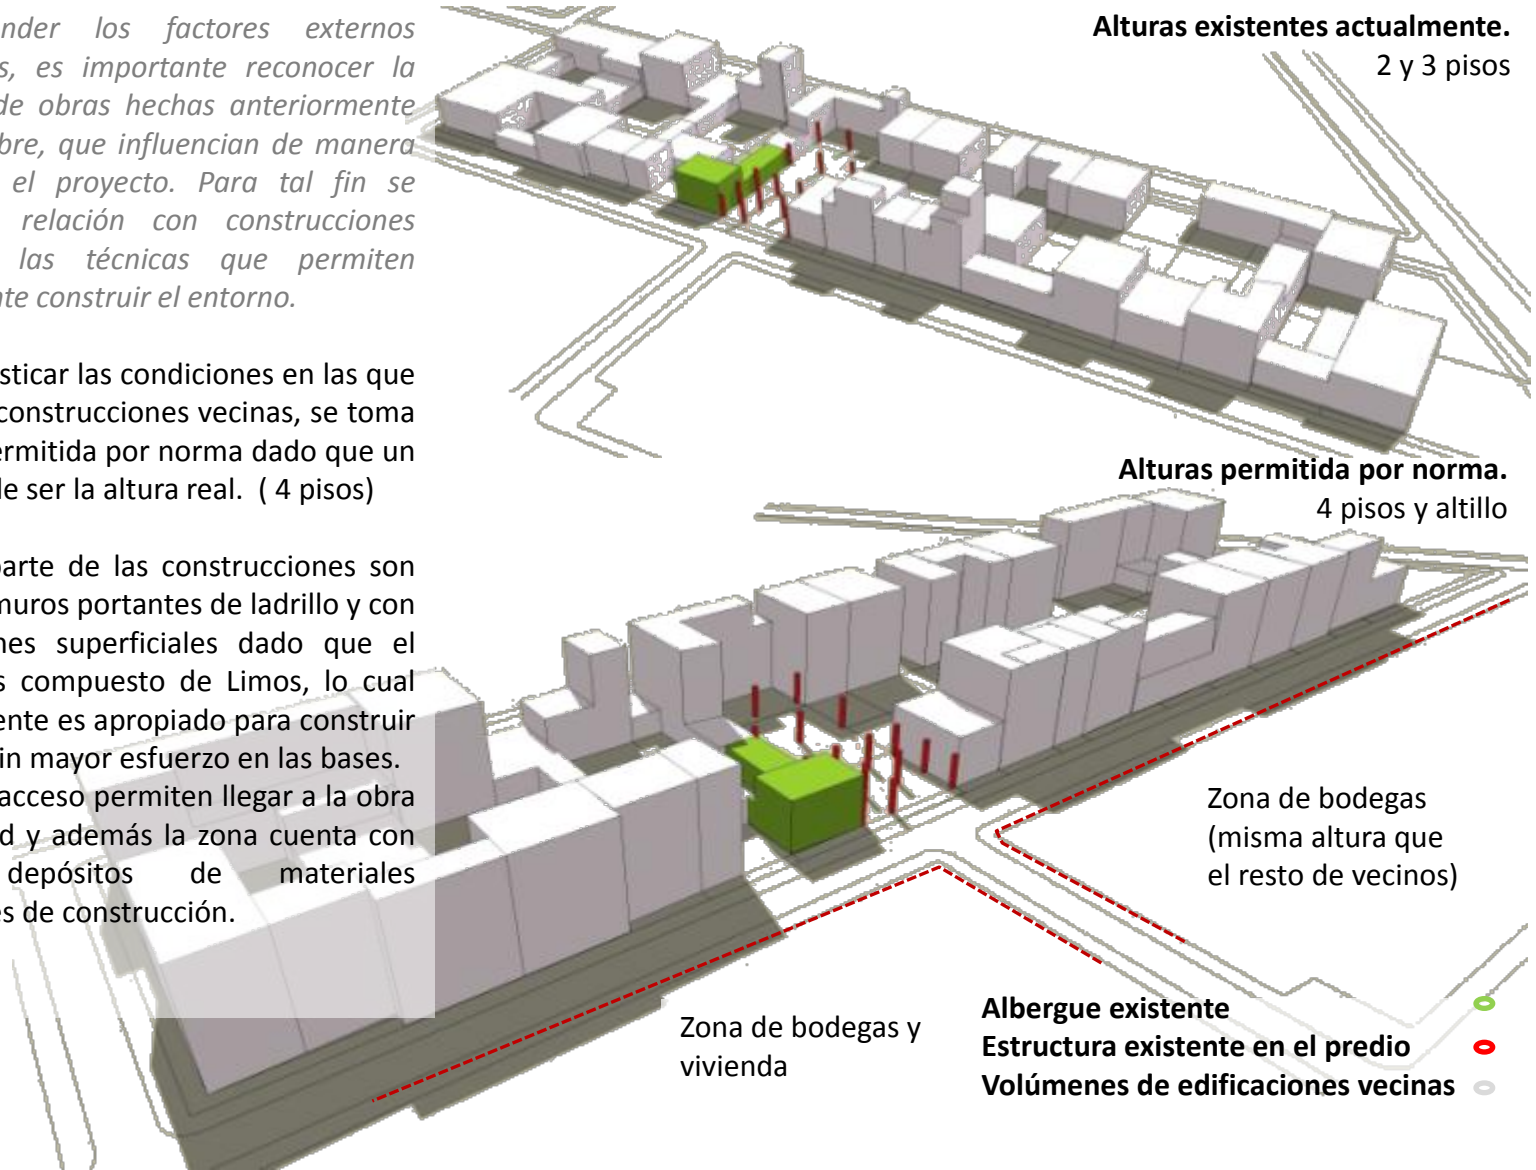 nder los factores externos
s, es importante reconocer la
de obras hechas anteriormente
bre, que influencian de manera
el proyecto. Para tal fin se
relación con construcciones
las técnicas que permiten
nte construir el entorno.
sticar las condiciones en las que
construcciones vecinas, se toma
ermitida por norma dado que un
le ser la altura real. ( 4 pisos)
parte de las construcciones son
muros portantes de ladrillo y con
nes superficiales dado que el
s compuesto de Limos, lo cual
ente es apropiado para construir
in mayor esfuerzo en las bases.
acceso permiten llegar a la obra
d y además la zona cuenta con
depósitos de materiales
es de construcción.
Alturas existentes actualmente.
2 y 3 pisos
Alturas permitida por norma.
4 pisos y altillo
Zona de bodegas
(misma altura que
el resto de vecinos)
Zona de bodegas y
vivienda
Albergue existente
Estructura existente en el predio
Volúmenes de edificaciones vecinas